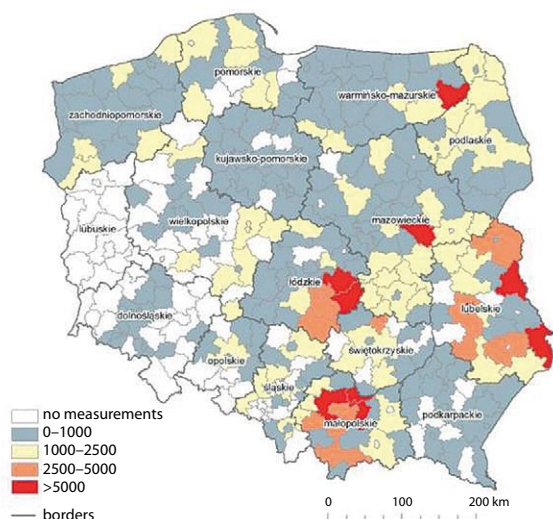 pomorskie
warmińsko-mazurskie
zachodniopomorskie
podlaskie
kujawsko-pomorskie
mazowieckie
wielkopolskie
lubuskie
łódzkie
lubelskie
dolnośląskie
świętokrzyskie
opolskie
śląskie
podkarpackie
małopolskie
no measurements
0–1000
1000–2500
2500–5000
>5000
borders
0 100 200 km